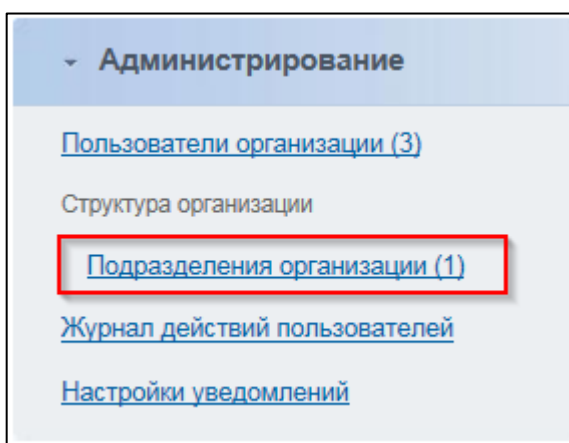 Администрирование
Пользователи организации (3)
Структура организации
Подразделения организации (1)
Журнал действий пользователей
Настройки уведомлений